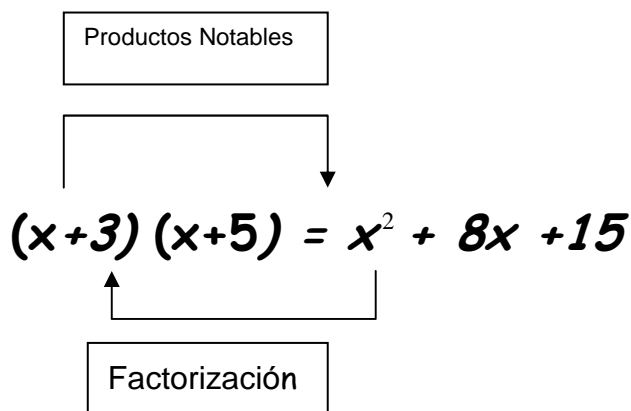 Productos Notables
(x+3) (x+5) = x² + 8x +15
Factorización